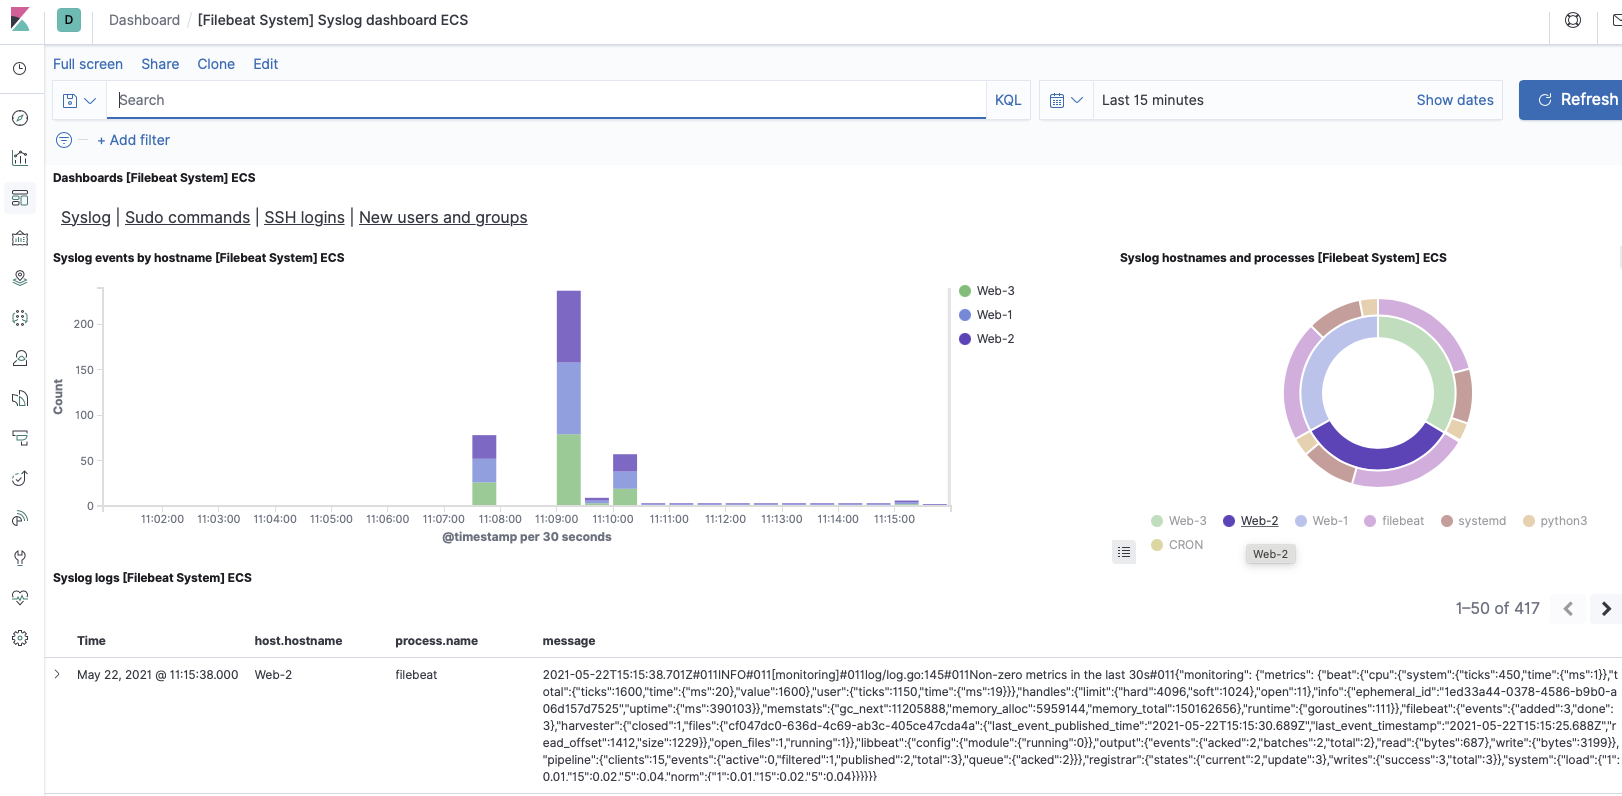 D Dashboard / [Filebeat System] Syslog dashboard ECS
Full screen Share Clone Edit
Search KQL Last 15 minutes Show dates Refresh
+ Add filter
Dashboards [Filebeat System] ECS
Syslog | Sudo commands | SSH logins | New users and groups
Syslog events by hostname [Filebeat System] ECS
Count
200
150
100
50
0
11:02:00 11:03:00 11:04:00 11:05:00 11:06:00 11:07:00 11:08:00 11:09:00 11:10:00 11:11:00 11:12:00 11:13:00 11:14:00 11:15:00
@timestamp per 30 seconds
Web-3
Web-1
Web-2
Syslog hostnames and processes [Filebeat System] ECS
Web-3 Web-2 Web-1 filebeat systemd python3
CRON
Web-2
Syslog logs [Filebeat System] ECS
1–50 of 417
Time host.hostname process.name message
May 22, 2021 @ 11:15:38.000 Web-2 filebeat 2021-05-22T15:15:38.701Z#011INFO#011[monitoring]#011log/log.go:145#011Non-zero metrics in the last 30s#011{"monitoring": {"metrics": {"beat":{"cpu":{"system":{"ticks":450,"time":{"ms":1}},"t
otal":{"ticks":1600,"time":{"ms":20},"value":1600},"user":{"ticks":1150,"time":{"ms":19}}},"handles":{"limit":{"hard":4096,"soft":1024},"open":11},"info":{"ephemeral_id":"1ed33a44-0378-4586-b9b0-a
06d157d7525","uptime":{"ms":390103}},"memstats":{"gc_next":11205888,"memory_alloc":5959144,"memory_total":150162656},"runtime":{"goroutines":111}},"filebeat":{"events":{"added":3,"done":
3},"harvester":{"closed":1,"files":{"cf047dc0-636d-4c69-ab3c-405ce47cda4a":{"last_event_published_time":"2021-05-22T15:15:30.689Z","last_event_timestamp":"2021-05-22T15:15:25.688Z","r
ead_offset":1412,"size":1229}},"open_files":1,"running":1}},"libbeat":{"config":{"module":{"running":0}},"output":{"events":{"acked":2,"batches":2,"total":2},"read":{"bytes":687},"write":{"bytes":3199}},
"pipeline":{"clients":15,"events":{"active":0,"filtered":1,"published":2,"total":3},"queue":{"acked":2}}},"registrar":{"states":{"current":2,"update":3},"writes":{"success":3,"total":3}},"system":{"load":{"1":
0.01,"15":0.02,"5":0.04,"norm":{"1":0.01,"15":0.02,"5":0.04}}}}}}